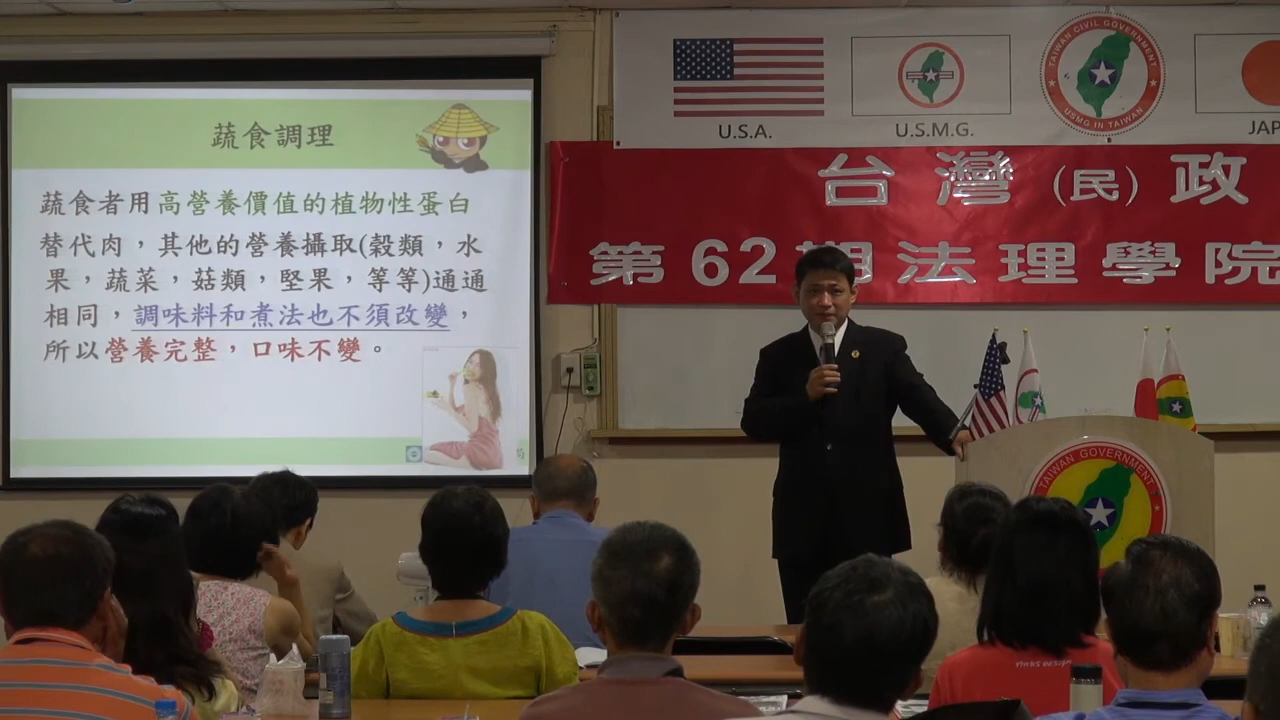 蔬食調理
蔬食者用高營養價值的植物性蛋白
替代肉，其他的營養攝取(穀類，水
果，蔬菜，菇類，堅果，等等)通通
相同，調味料和煮法也不須改變，
所以營養完整，口味不變。
U.S.A.
U.S.M.G.
TAIWAN CIVIL GOVERNMENT
USMG IN TAIWAN
JAP
台灣(民)政
第62期法理學院
TAIWAN GOVERNMENT